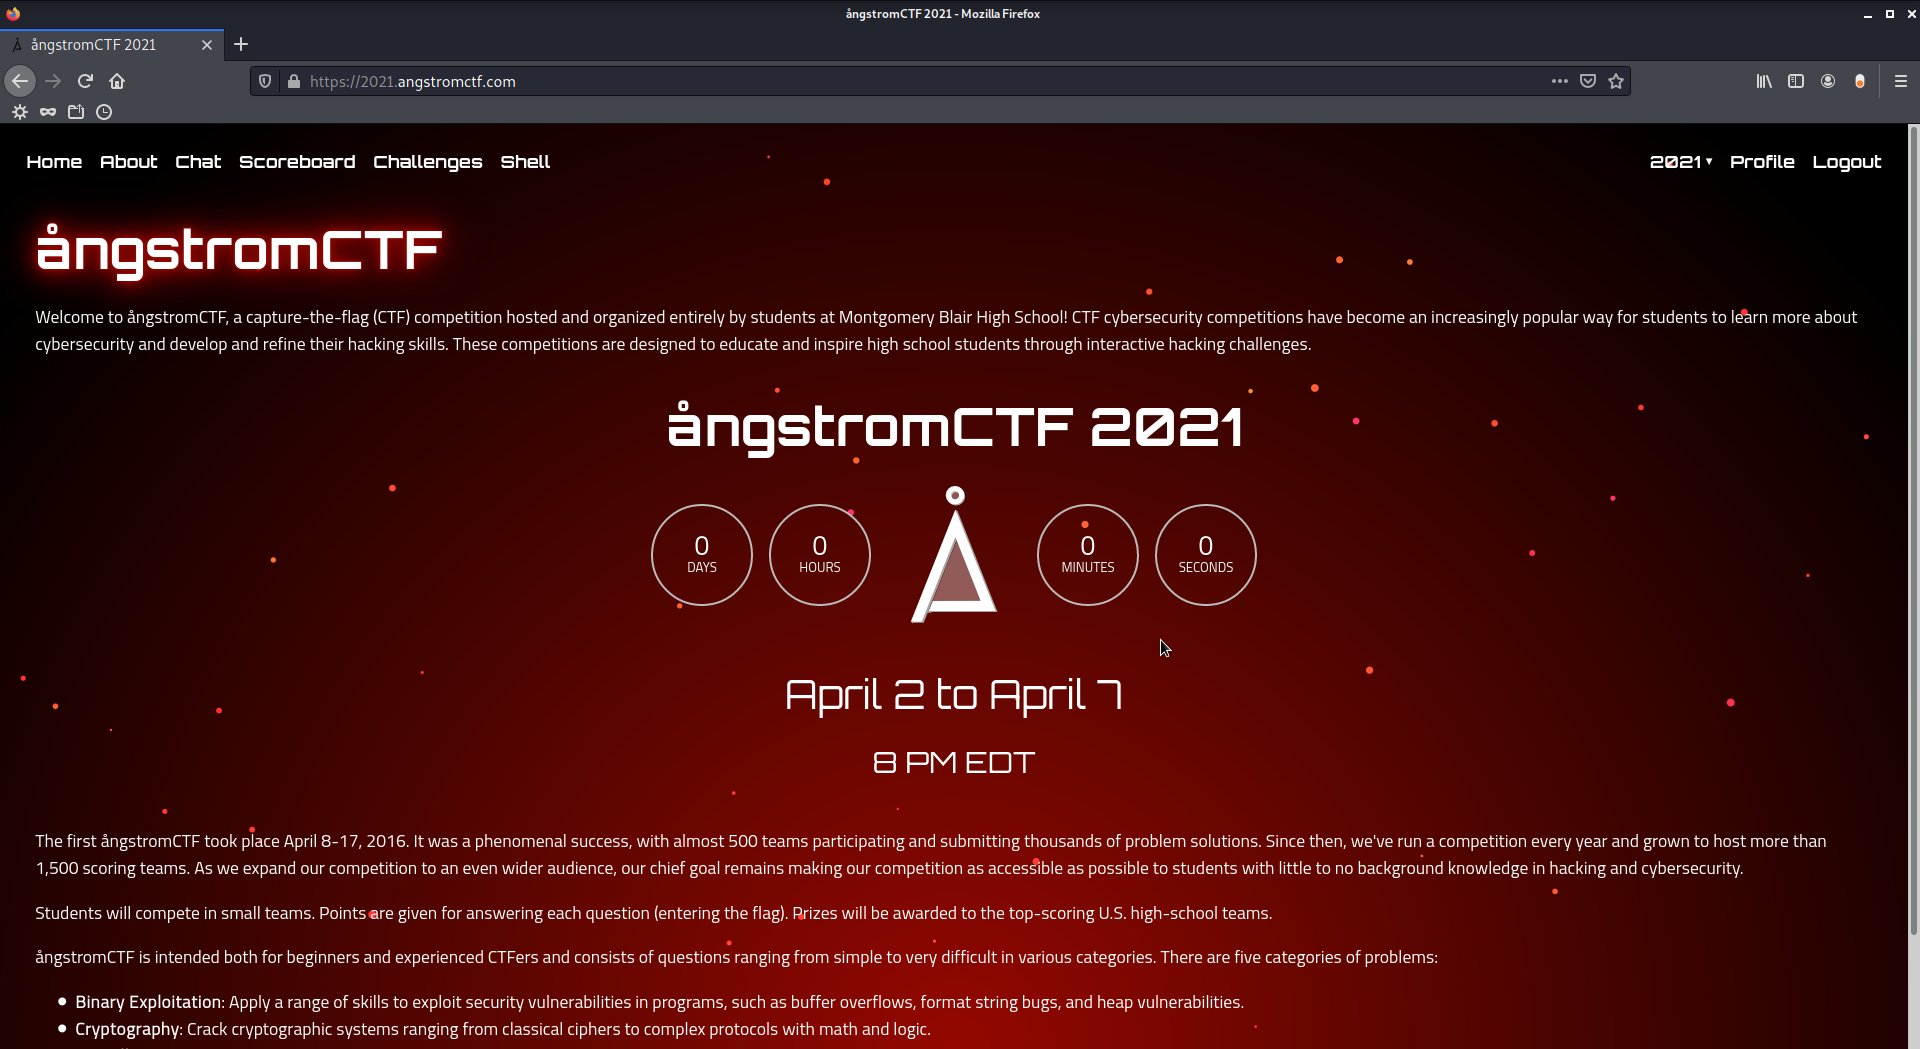 ångstromCTF 2021 - Mozilla Firefox
ångstromCTF 2021
https://2021.angstromctf.com
Home About Chat Scoreboard Challenges Shell 2021 Profile Logout
ångstromCTF
Welcome to ångstromCTF, a capture-the-flag (CTF) competition hosted and organized entirely by students at Montgomery Blair High School! CTF cybersecurity competitions have become an increasingly popular way for students to learn more about
cybersecurity and develop and refine their hacking skills. These competitions are designed to educate and inspire high school students through interactive hacking challenges.
ångstromCTF 2021
0 0 0 0
DAYS HOURS MINUTES SECONDS
April 2 to April 7
8 PM EDT
The first ångstromCTF took place April 8-17, 2016. It was a phenomenal success, with almost 500 teams participating and submitting thousands of problem solutions. Since then, we've run a competition every year and grown to host more than
1,500 scoring teams. As we expand our competition to an even wider audience, our chief goal remains making our competition as accessible as possible to students with little to no background knowledge in hacking and cybersecurity.
Students will compete in small teams. Points are given for answering each question (entering the flag). Prizes will be awarded to the top-scoring U.S. high-school teams.
ångstromCTF is intended both for beginners and experienced CTFers and consists of questions ranging from simple to very difficult in various categories. There are five categories of problems:
• Binary Exploitation: Apply a range of skills to exploit security vulnerabilities in programs, such as buffer overflows, format string bugs, and heap vulnerabilities.
• Cryptography: Crack cryptographic systems ranging from classical ciphers to complex protocols with math and logic.